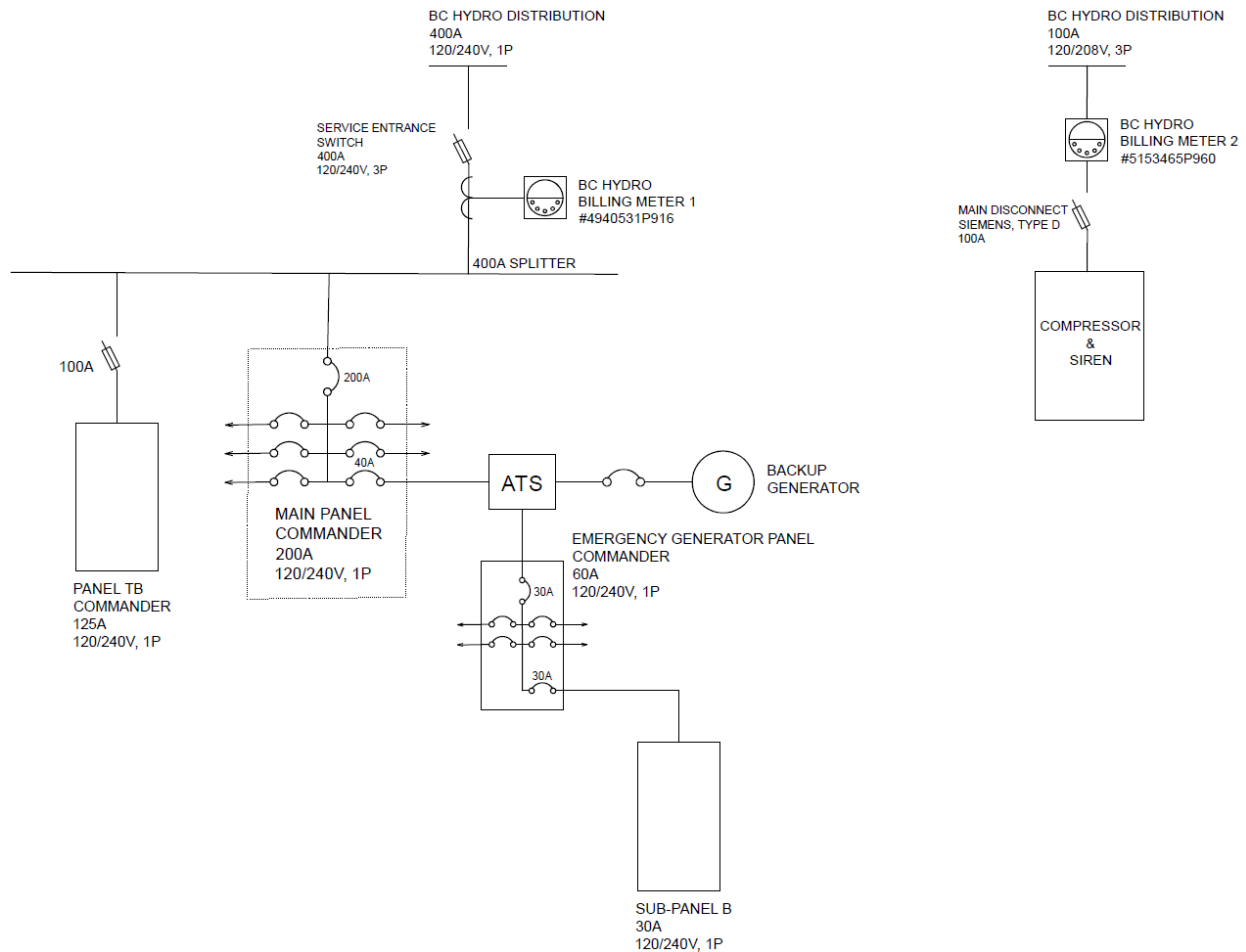 BC HYDRO DISTRIBUTION
400A
120/240V, 1P
BC HYDRO DISTRIBUTION
100A
120/208V, 3P
SERVICE ENTRANCE
SWITCH
400A
120/240V, 3P
BC HYDRO
BILLING METER 1
#4940531P916
BC HYDRO
BILLING METER 2
#5153465P960
MAIN DISCONNECT
SIEMENS, TYPE D
100A
400A SPLITTER
COMPRESSOR
&
SIREN
100A
200A
40A
MAIN PANEL
COMMANDER
200A
120/240V, 1P
ATS
G
BACKUP
GENERATOR
EMERGENCY GENERATOR PANEL
COMMANDER
60A
120/240V, 1P
30A
30A
PANEL TB
COMMANDER
125A
120/240V, 1P
SUB-PANEL B
30A
120/240V, 1P